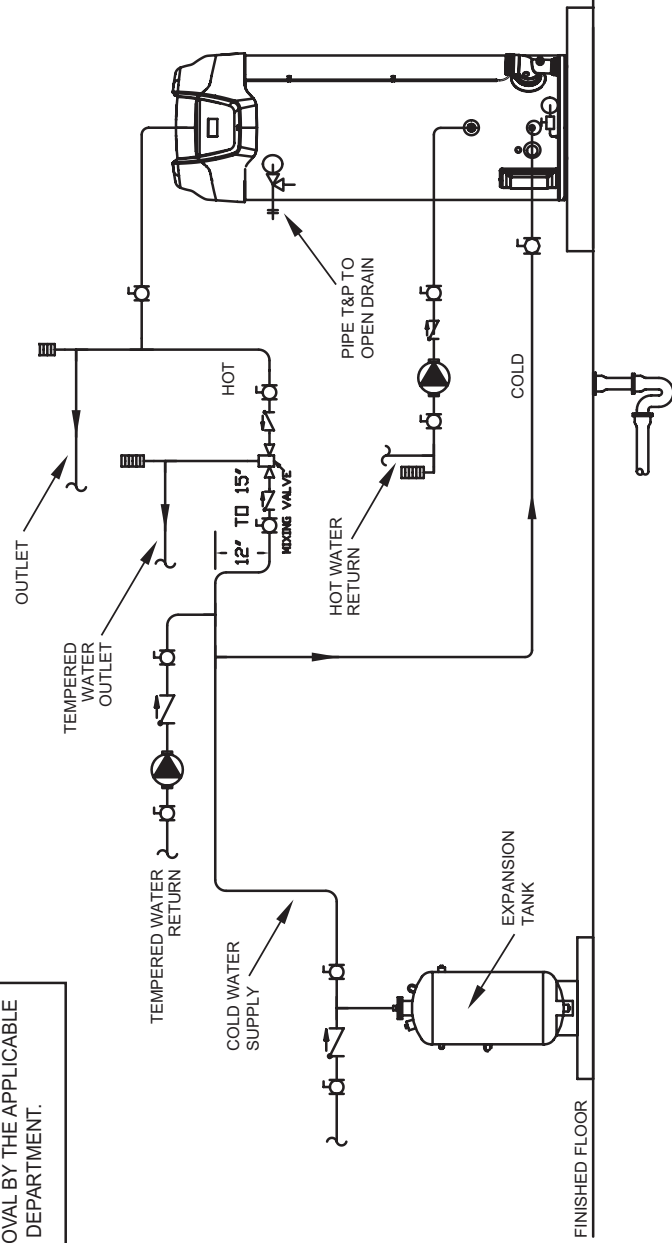 OVAL BY THE APPLICABLE
DEPARTMENT.
OUTLET
TEMPERED
WATER
OUTLET
HOT
12" TO 15"
MIXING VALVE
PIPE T&P TO
OPEN DRAIN
TEMPERED WATER
RETURN
HOT WATER
RETURN
COLD
COLD WATER
SUPPLY
EXPANSION
TANK
FINISHED FLOOR